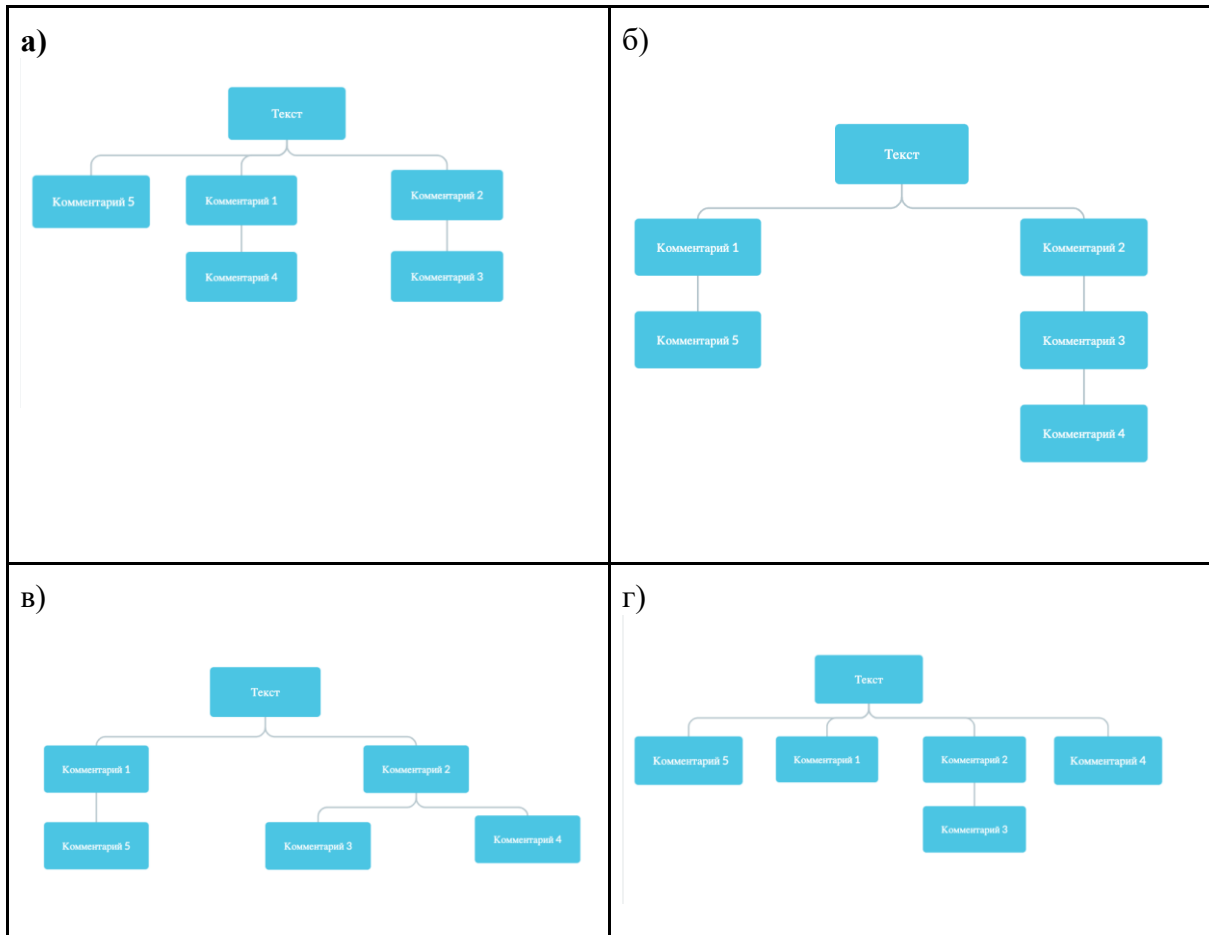 а)
Текст
Комментарий 5
Комментарий 1
Комментарий 2
Комментарий 4
Комментарий 3
б)
Текст
Комментарий 1
Комментарий 2
Комментарий 5
Комментарий 3
Комментарий 4
в)
Текст
Комментарий 1
Комментарий 2
Комментарий 5
Комментарий 3
Комментарий 4
г)
Текст
Комментарий 5
Комментарий 1
Комментарий 2
Комментарий 4
Комментарий 3